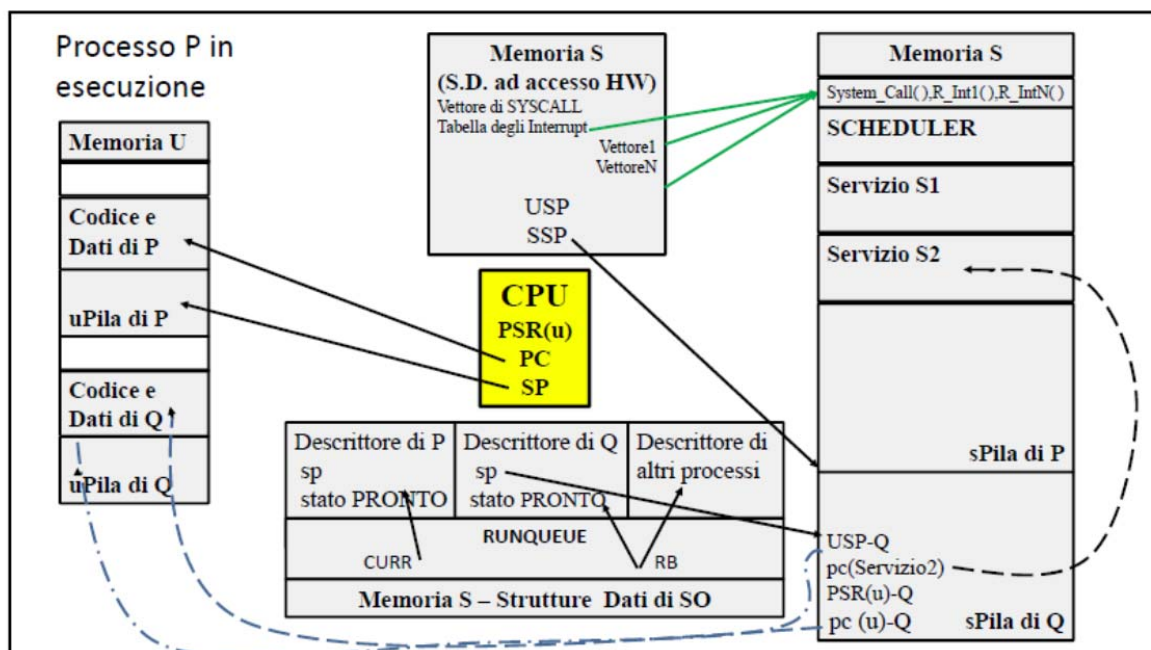 Processo P in
esecuzione
Memoria U
Codice e
Dati di P
uPila di P
Codice e
Dati di Q
uPila di Q
Memoria S
(S.D. ad accesso HW)
Vettore di SYSCALL
Tabella degli Interrupt
Vettore1
VettoreN
USP
SSP
CPU
PSR(u)
PC
SP
Descrittore di P
sp
stato PRONTO
Descrittore di Q
sp
stato PRONTO
Descrittore di
altri processi
RUNQUEUE
CURR
RB
Memoria S – Strutture Dati di SO
Memoria S
System_Call(),R_Int1(),R_IntN()
SCHEDULER
Servizio S1
Servizio S2
sPila di P
USP-Q
pc(Servizio2)
PSR(u)-Q
pc (u)-Q
sPila di Q